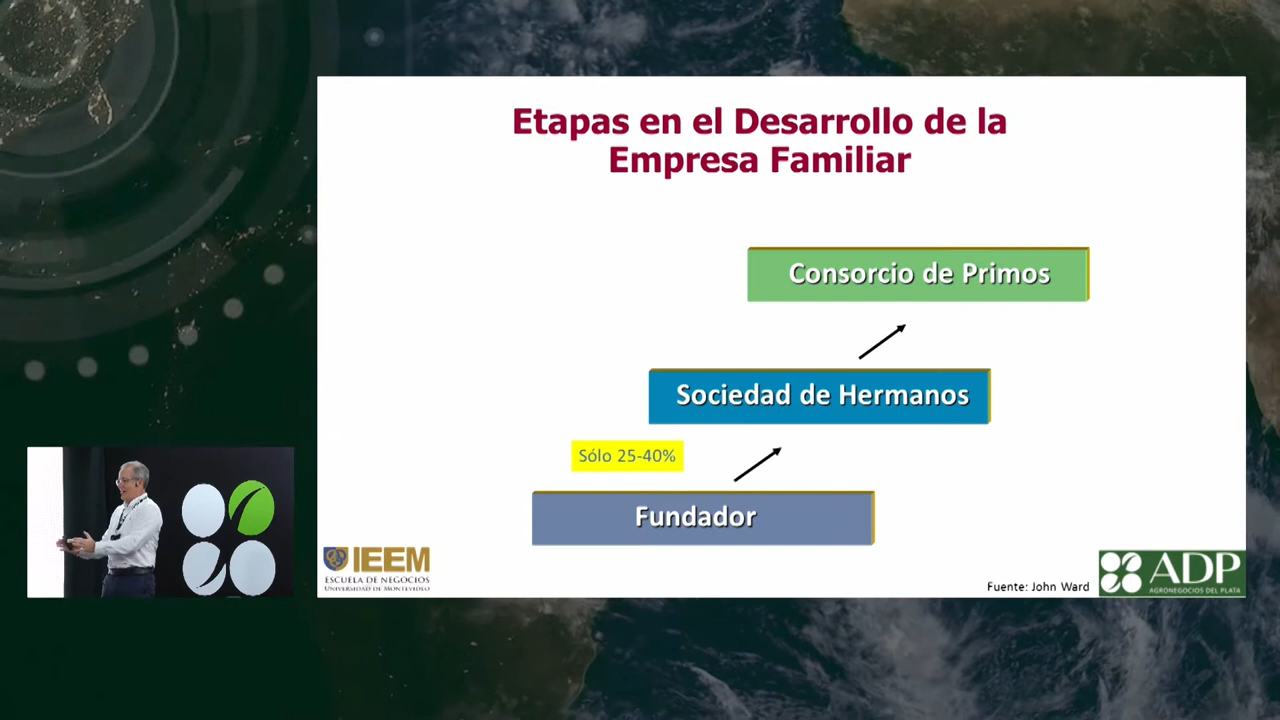 Etapas en el Desarrollo de la
Empresa Familiar
Consorcio de Primos
Sociedad de Hermanos
Sólo 25-40%
Fundador
IEEM
ESCUELA DE NEGOCIOS
UNIVERSIDAD DE MONTEVIDEO
Fuente: John Ward
ADP
AGRONEGOCIOS DEL PLATA